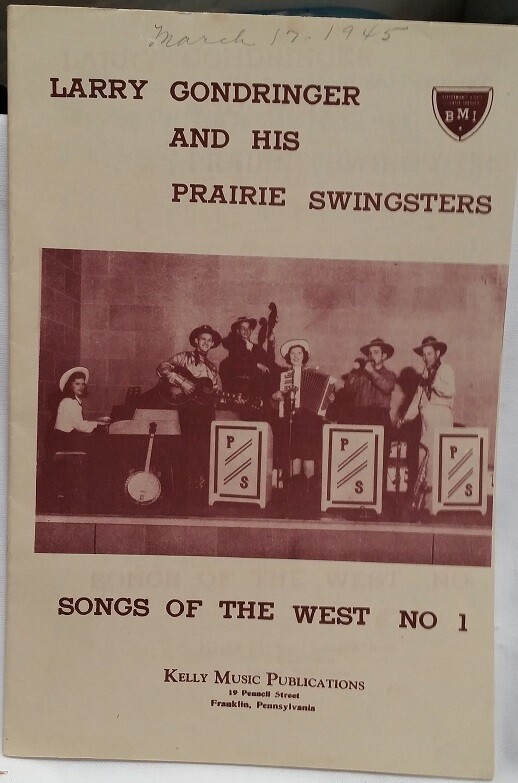 March 17-1945
LARRY GONDRINGER
AND HIS
PRAIRIE SWINGSTERS
BMI
P
S
P
S
P
S
SONGS OF THE WEST NO 1
KELLY MUSIC PUBLICATIONS
19 Pennell Street
Franklin, Pennsylvania